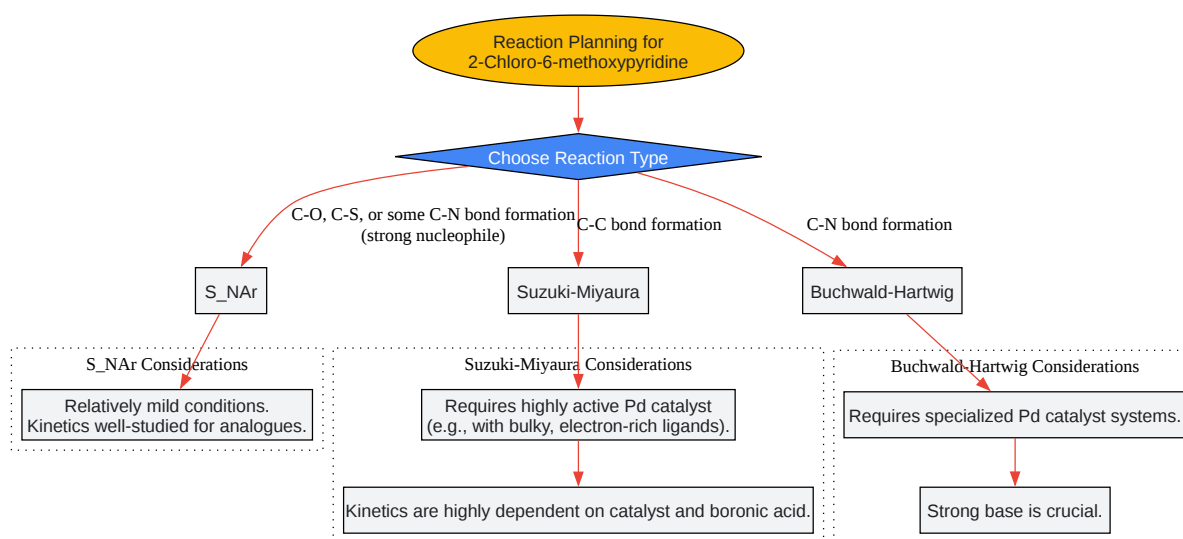 Reaction Planning for
2-Chloro-6-methoxypyridine
Choose Reaction Type
C-O, C-S, or some C-N bond formation
(strong nucleophile)
C-C bond formation
C-N bond formation
S_NAr
Suzuki-Miyaura
Buchwald-Hartwig
S_NAr Considerations
Relatively mild conditions.
Kinetics well-studied for analogues.
Suzuki-Miyaura Considerations
Requires highly active Pd catalyst
(e.g., with bulky, electron-rich ligands).
Kinetics are highly dependent on catalyst and boronic acid.
Buchwald-Hartwig Considerations
Requires specialized Pd catalyst systems.
Strong base is crucial.